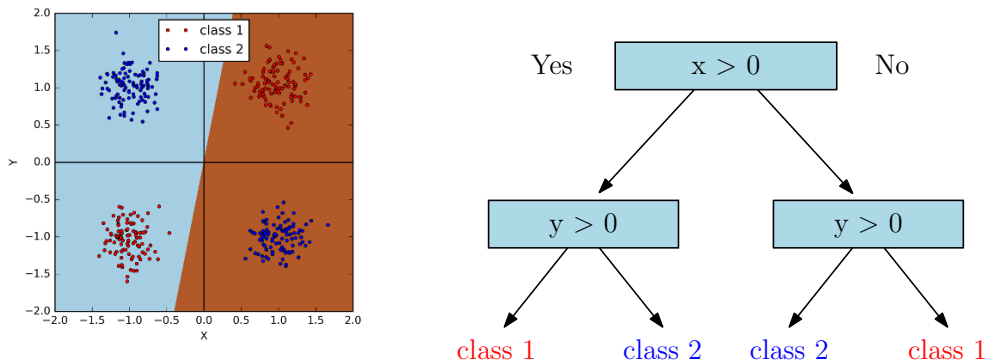 class 1
class 2
2.0
1.5
1.0
0.5
0.0
−0.5
−1.0
−1.5
−2.0
Y
−2.0 −1.5 −1.0 −0.5 0.0 0.5 1.0 1.5 2.0
X
Yes x > 0 No
y > 0 y > 0
class 1 class 2 class 2 class 1